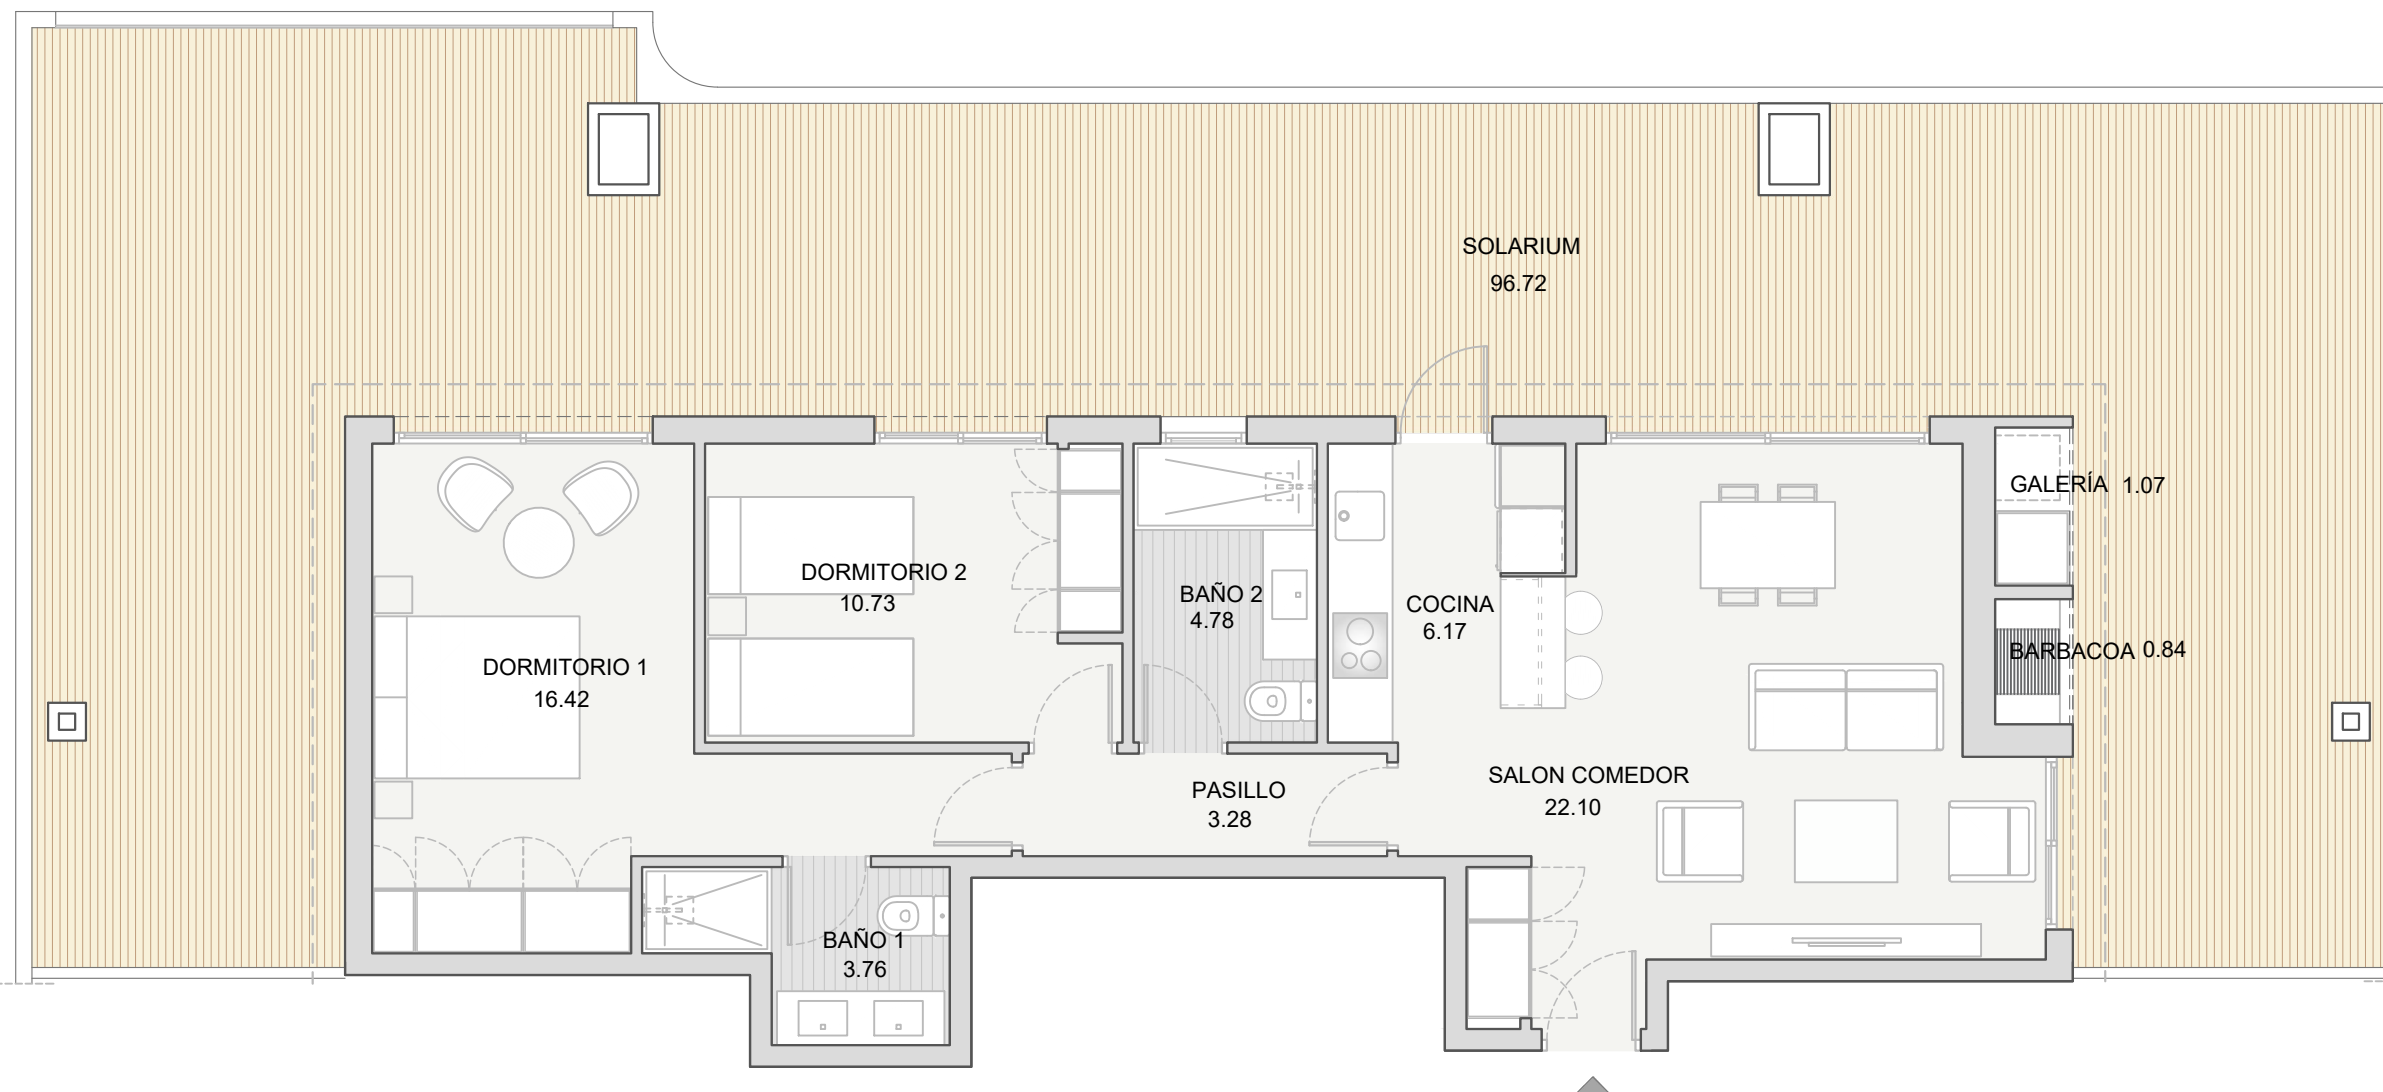 SOLARIUM
96.72
GALERÍA 1.07
DORMITORIO 2
10.73
BAÑO 2
4.78
COCINA
6.17
BARBACOA 0.84
DORMITORIO 1
16.42
PASILLO
3.28
SALON COMEDOR
22.10
BAÑO 1
3.76